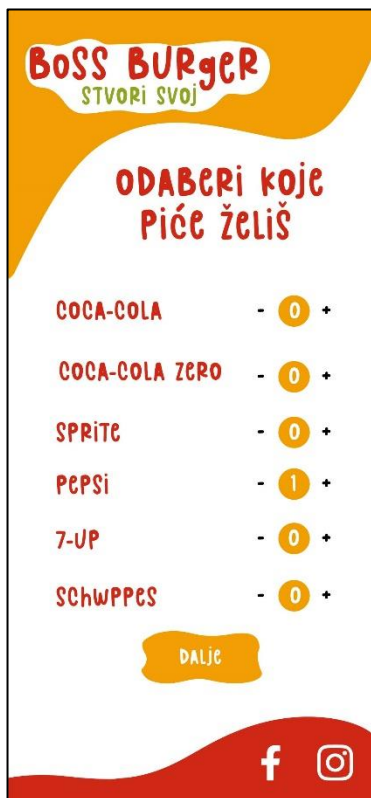 BOSS BURgER
STVORi SVOj
ODABERi KOJE
PiĆE ŽELiŠ
COCA-COLA - 0 +
COCA-COLA ZERO - 0 +
SPRiTE - 0 +
PEPSi - 1 +
7-UP - 0 +
SChWPPES - 0 +
DALjE
f